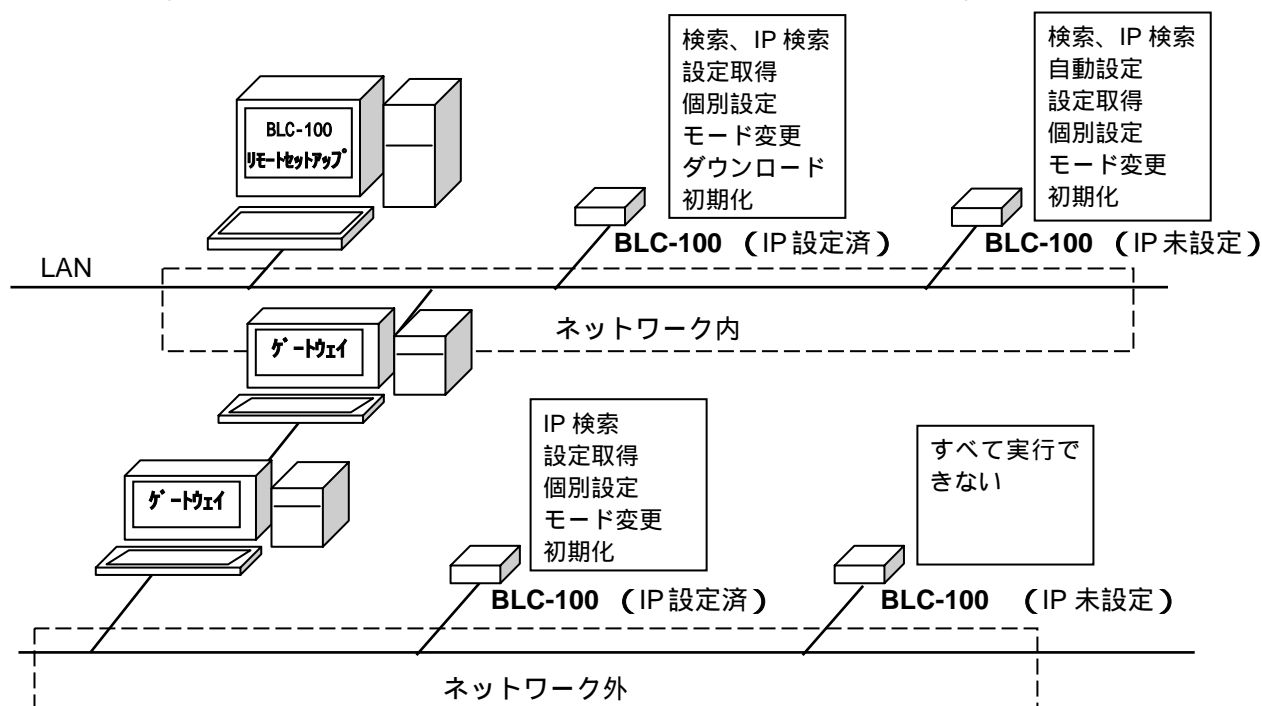 検索、IP 検索
設定取得
個別設定
モード変更
ダウンロード
初期化
検索、IP 検索
自動設定
設定取得
個別設定
モード変更
初期化
BLC-100
ﾘﾓｰﾄｾｯﾄｱｯﾌﾟ
BLC-100 （IP 設定済）
BLC-100 （IP 未設定）
LAN
ネットワーク内
ｹﾞｰﾄｳｪｲ
IP 検索
設定取得
個別設定
モード変更
初期化
すべて実行で
きない
ｹﾞｰﾄｳｪｲ
BLC-100 （IP 設定済）
BLC-100 （IP 未設定）
ネットワーク外